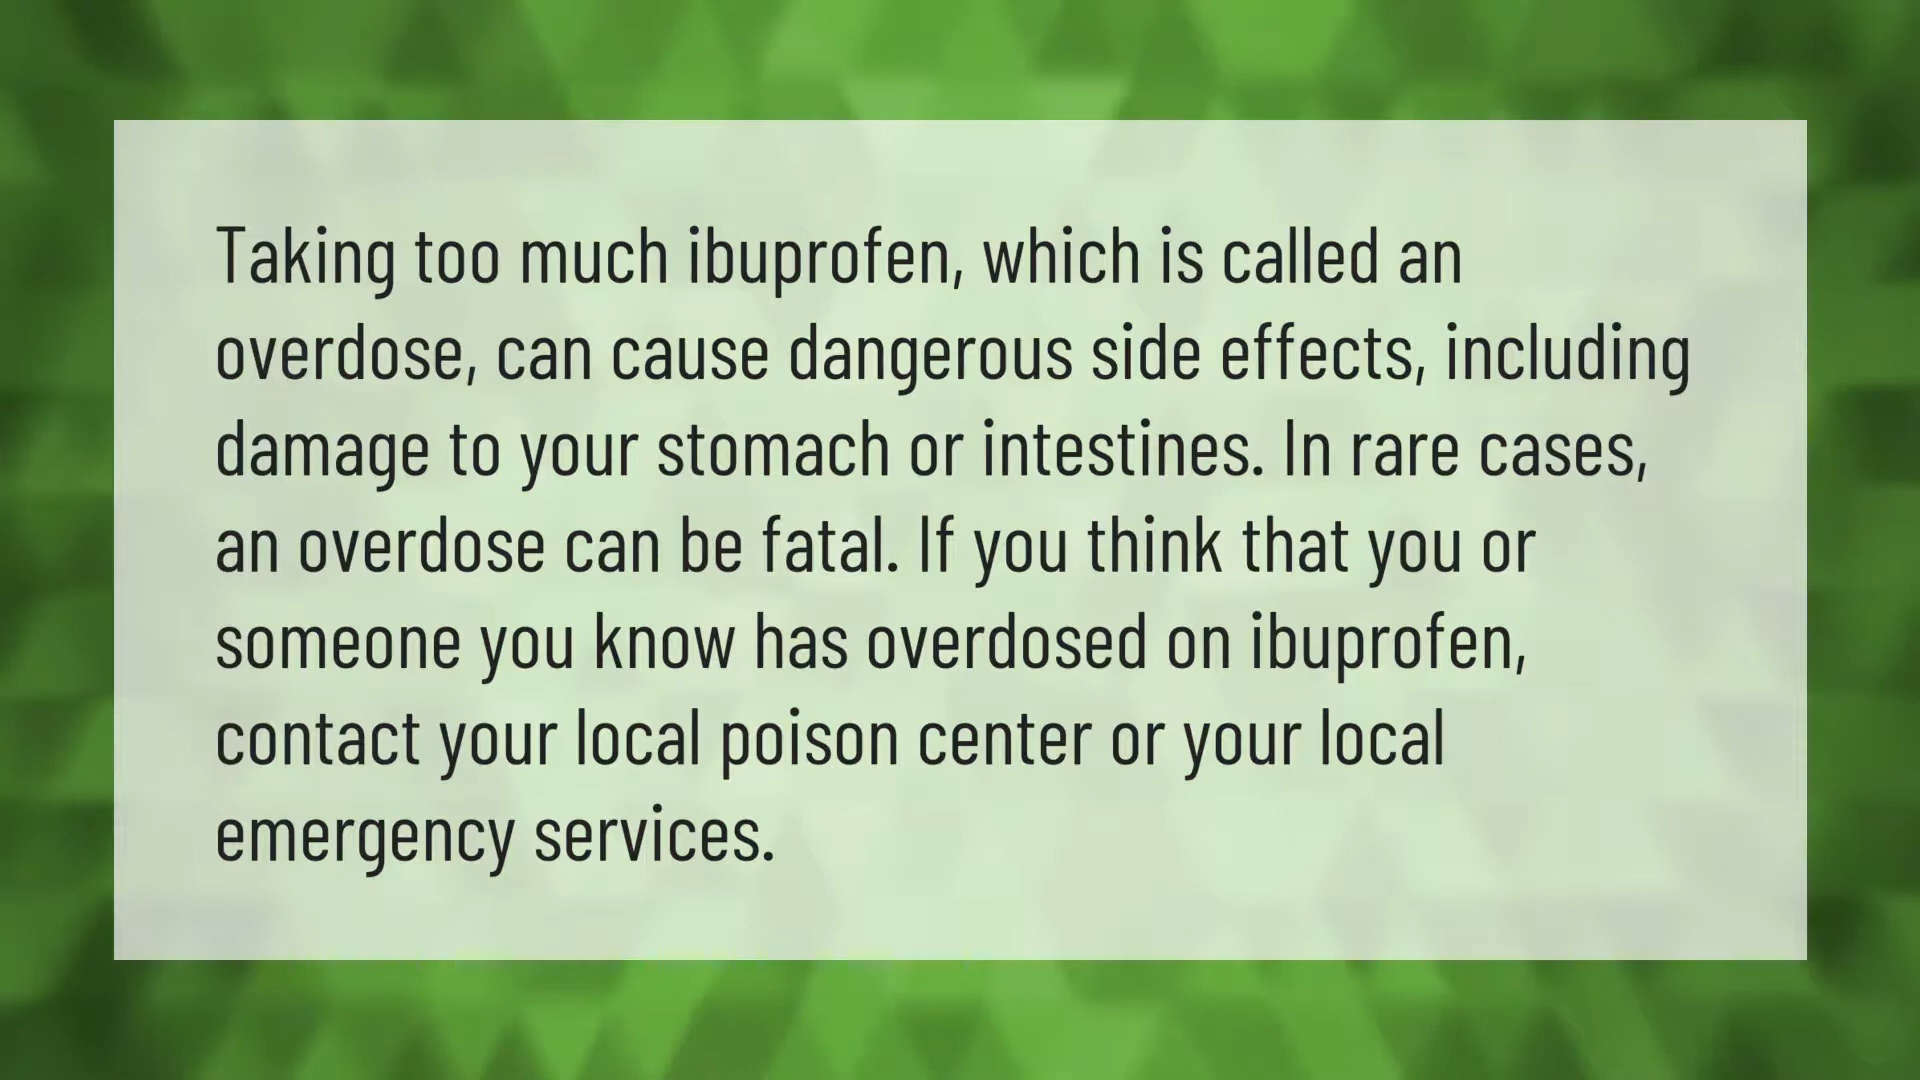 Taking too much ibuprofen, which is called an
overdose, can cause dangerous side effects, including
damage to your stomach or intestines. In rare cases,
an overdose can be fatal. If you think that you or
someone you know has overdosed on ibuprofen,
contact your local poison center or your local
emergency services.